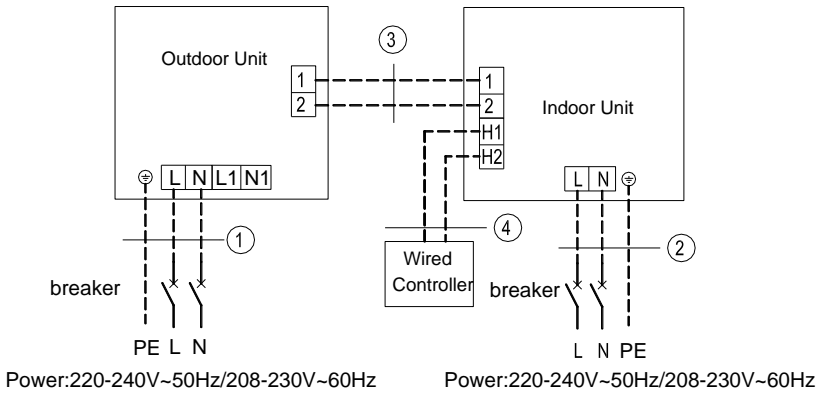 Outdoor Unit
1
2
L N L1 N1
3
1
2
H1
H2
Indoor Unit
L N
1
breaker
PE L N
Power:220-240V~50Hz/208-230V~60Hz
4
Wired
Controller
2
breaker
L N PE
Power:220-240V~50Hz/208-230V~60Hz